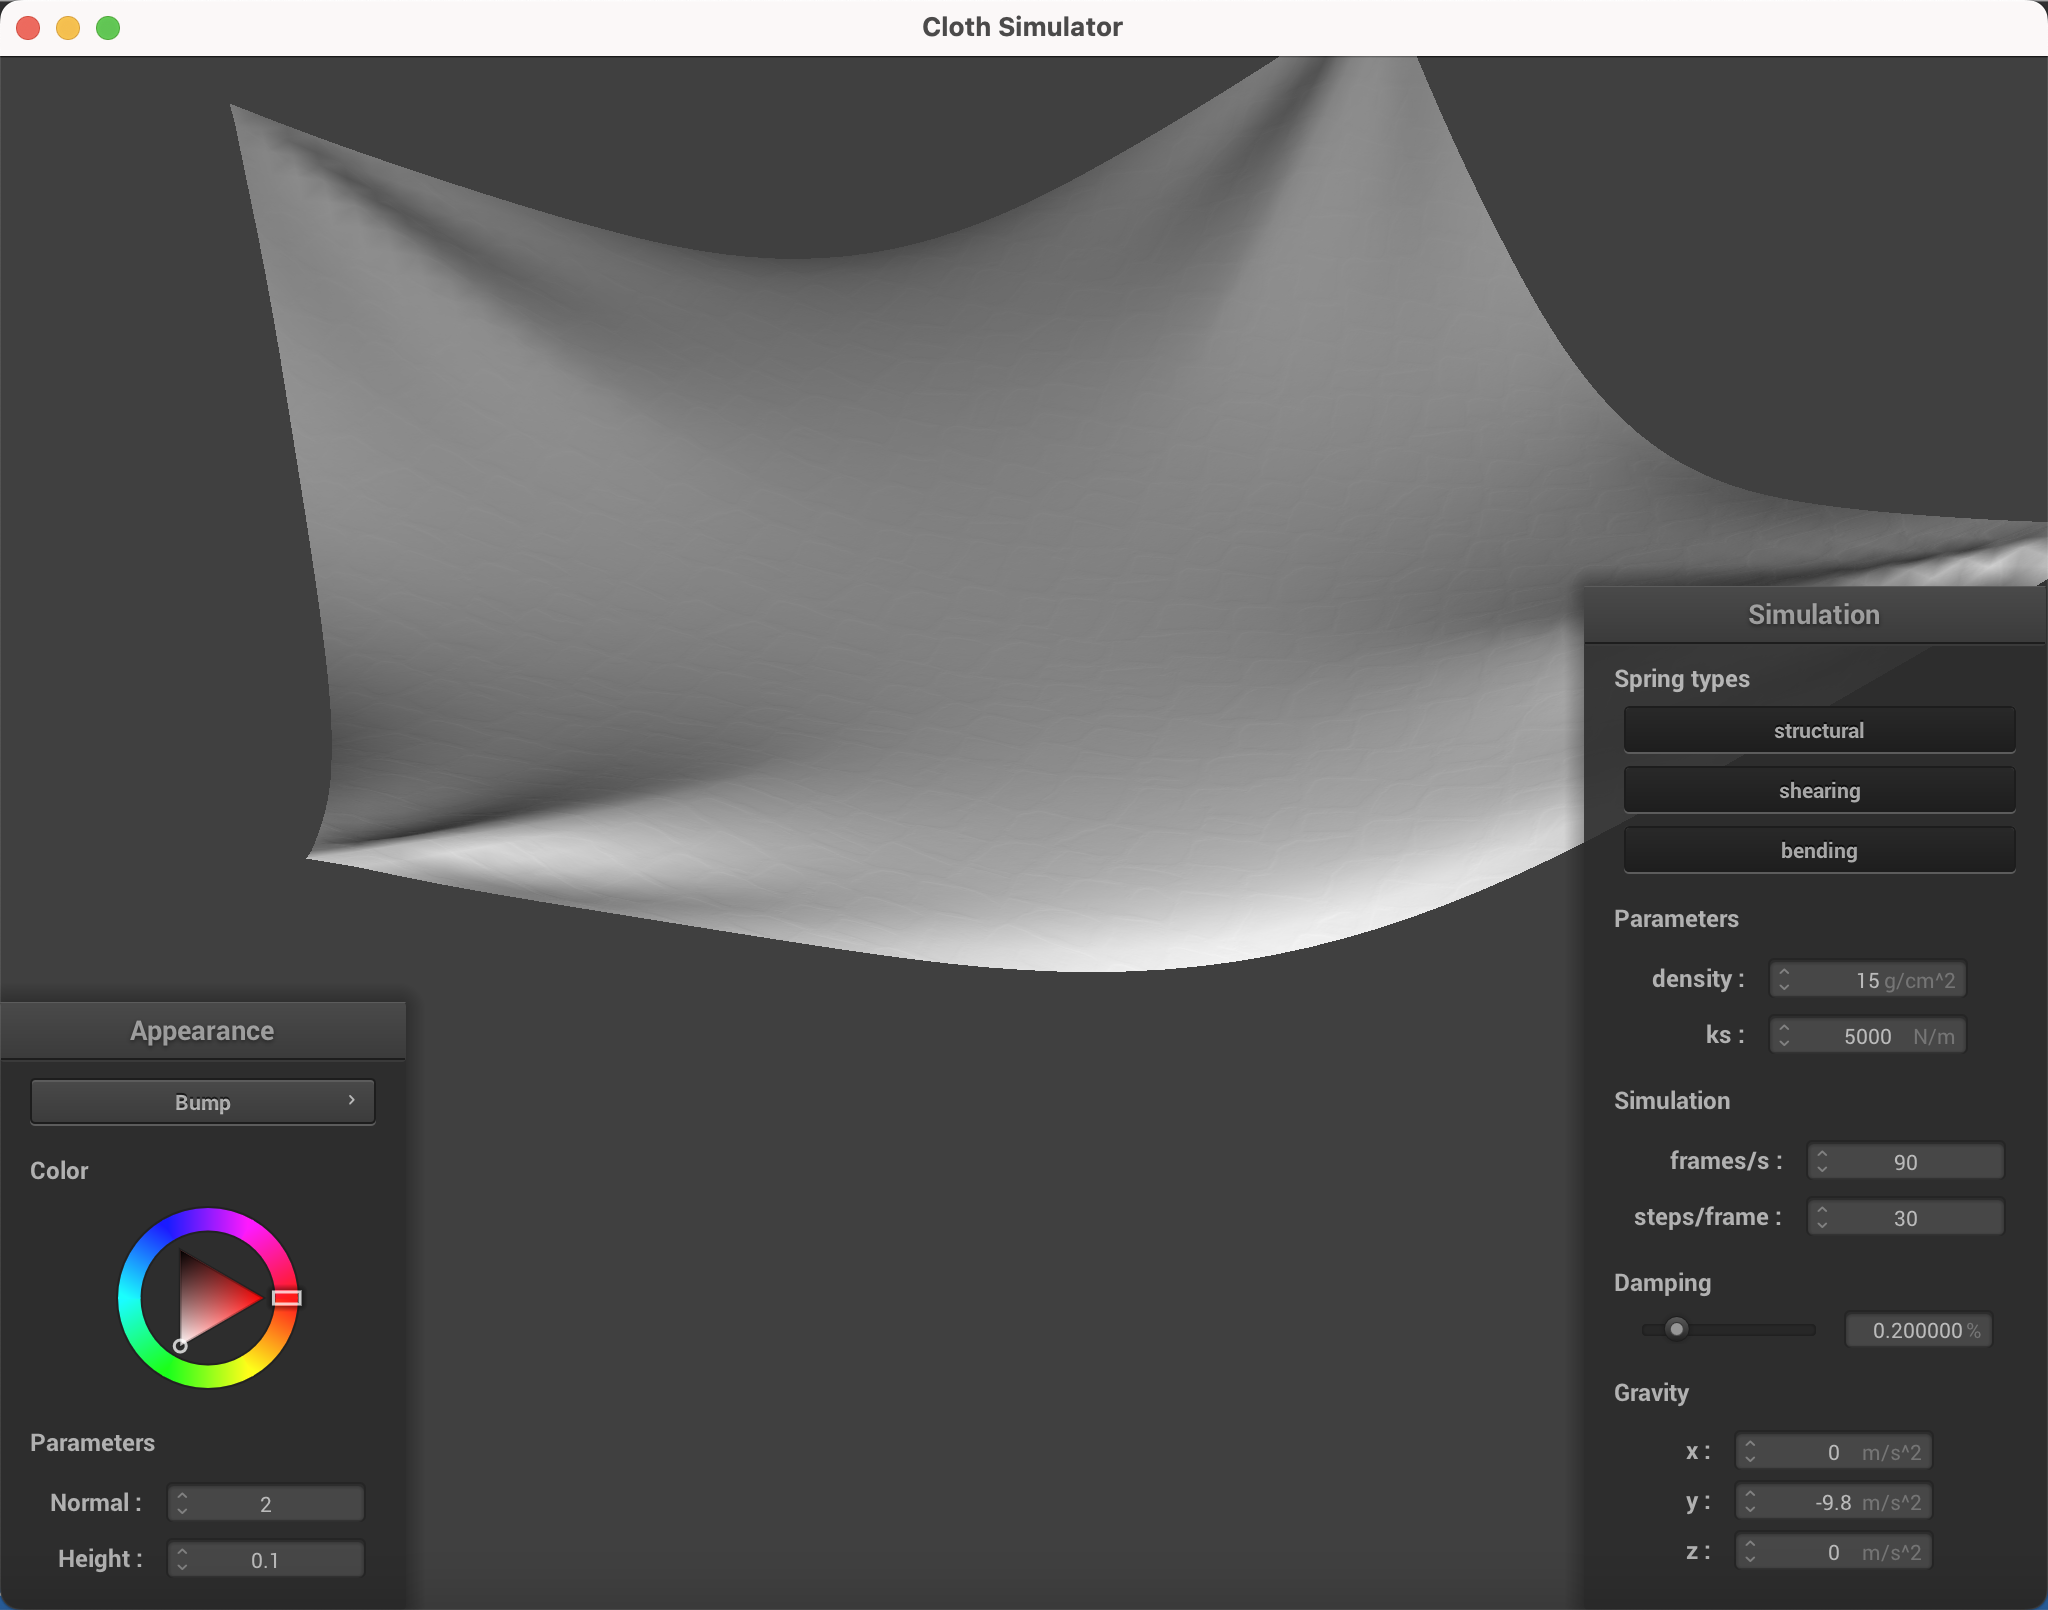 Cloth Simulator
Simulation
Spring types
structural
shearing
bending
Parameters
density : 15 g/cm^2
ks : 5000 N/m
Simulation
frames/s : 90
steps/frame : 30
Damping
0.200000 %
Gravity
x : 0 m/s^2
y : -9.8 m/s^2
z : 0 m/s^2
Appearance
Bump
Color
Parameters
Normal : 2
Height : 0.1